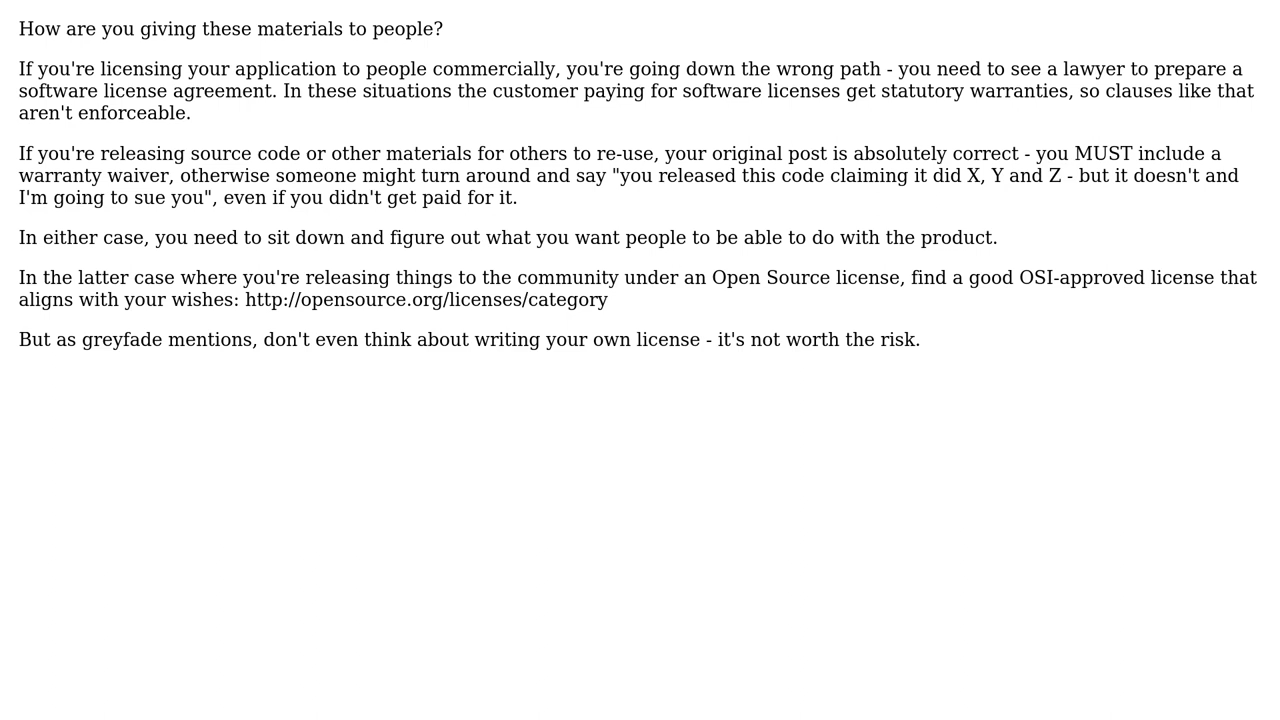 How are you giving these materials to people?
If you're licensing your application to people commercially, you're going down the wrong path - you need to see a lawyer to prepare a
software license agreement. In these situations the customer paying for software licenses get statutory warranties, so clauses like that
aren't enforceable.
If you're releasing source code or other materials for others to re-use, your original post is absolutely correct - you MUST include a
warranty waiver, otherwise someone might turn around and say "you released this code claiming it did X, Y and Z - but it doesn't and
I'm going to sue you", even if you didn't get paid for it.
In either case, you need to sit down and figure out what you want people to be able to do with the product.
In the latter case where you're releasing things to the community under an Open Source license, find a good OSI-approved license that
aligns with your wishes: http://opensource.org/licenses/category
But as greyfade mentions, don't even think about writing your own license - it's not worth the risk.